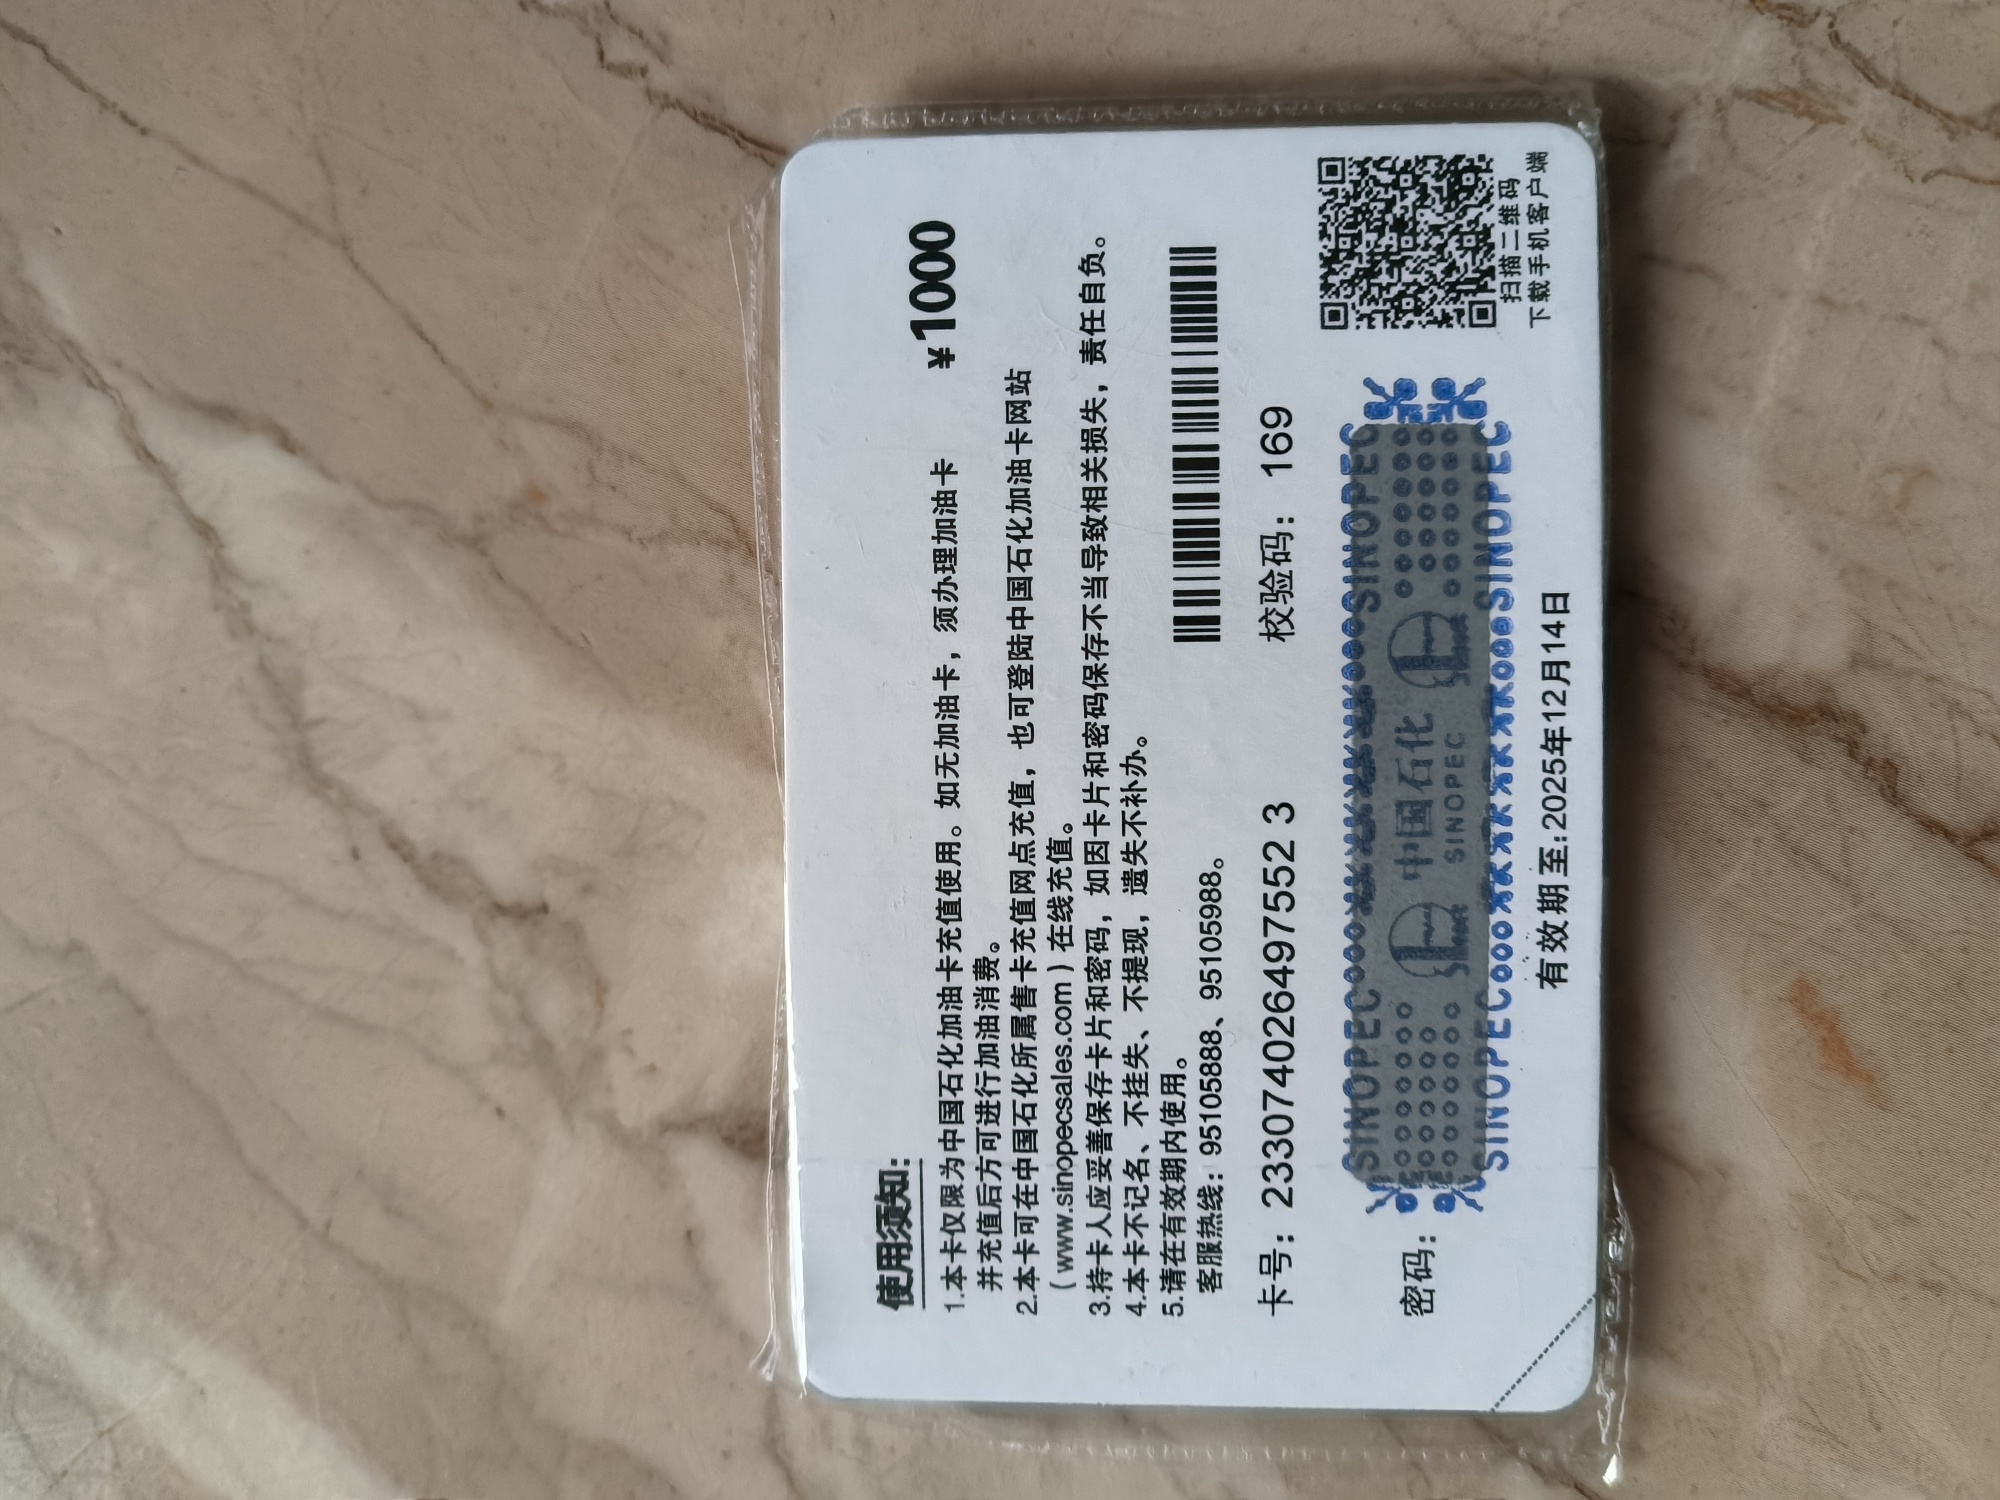 使用须知:
¥1000
1.本卡仅限为中国石化加油卡充值使用。如无加油卡，须办理加油卡
并充值后方可进行加油消费。
2.本卡可在中国石化所属售卡充值网点充值，也可登陆中国石化加油卡网站
（www.sinopecsales.com）在线充值。
3.持卡人应妥善保存卡片和密码，如因卡片和密码保存不当导致相关损失，责任自负。
4.本卡不记名、不挂失、不提现，遗失不补办。
5.请在有效期内使用。
客服热线：95105888、95105988。
卡号：2330740264975523
校验码：169
SINOPEC SINOPEC
密码：
中国石化
SINOPEC
SINOPEC SINOPEC
扫描二维码
下载手机客户端
有效期至:2025年12月14日